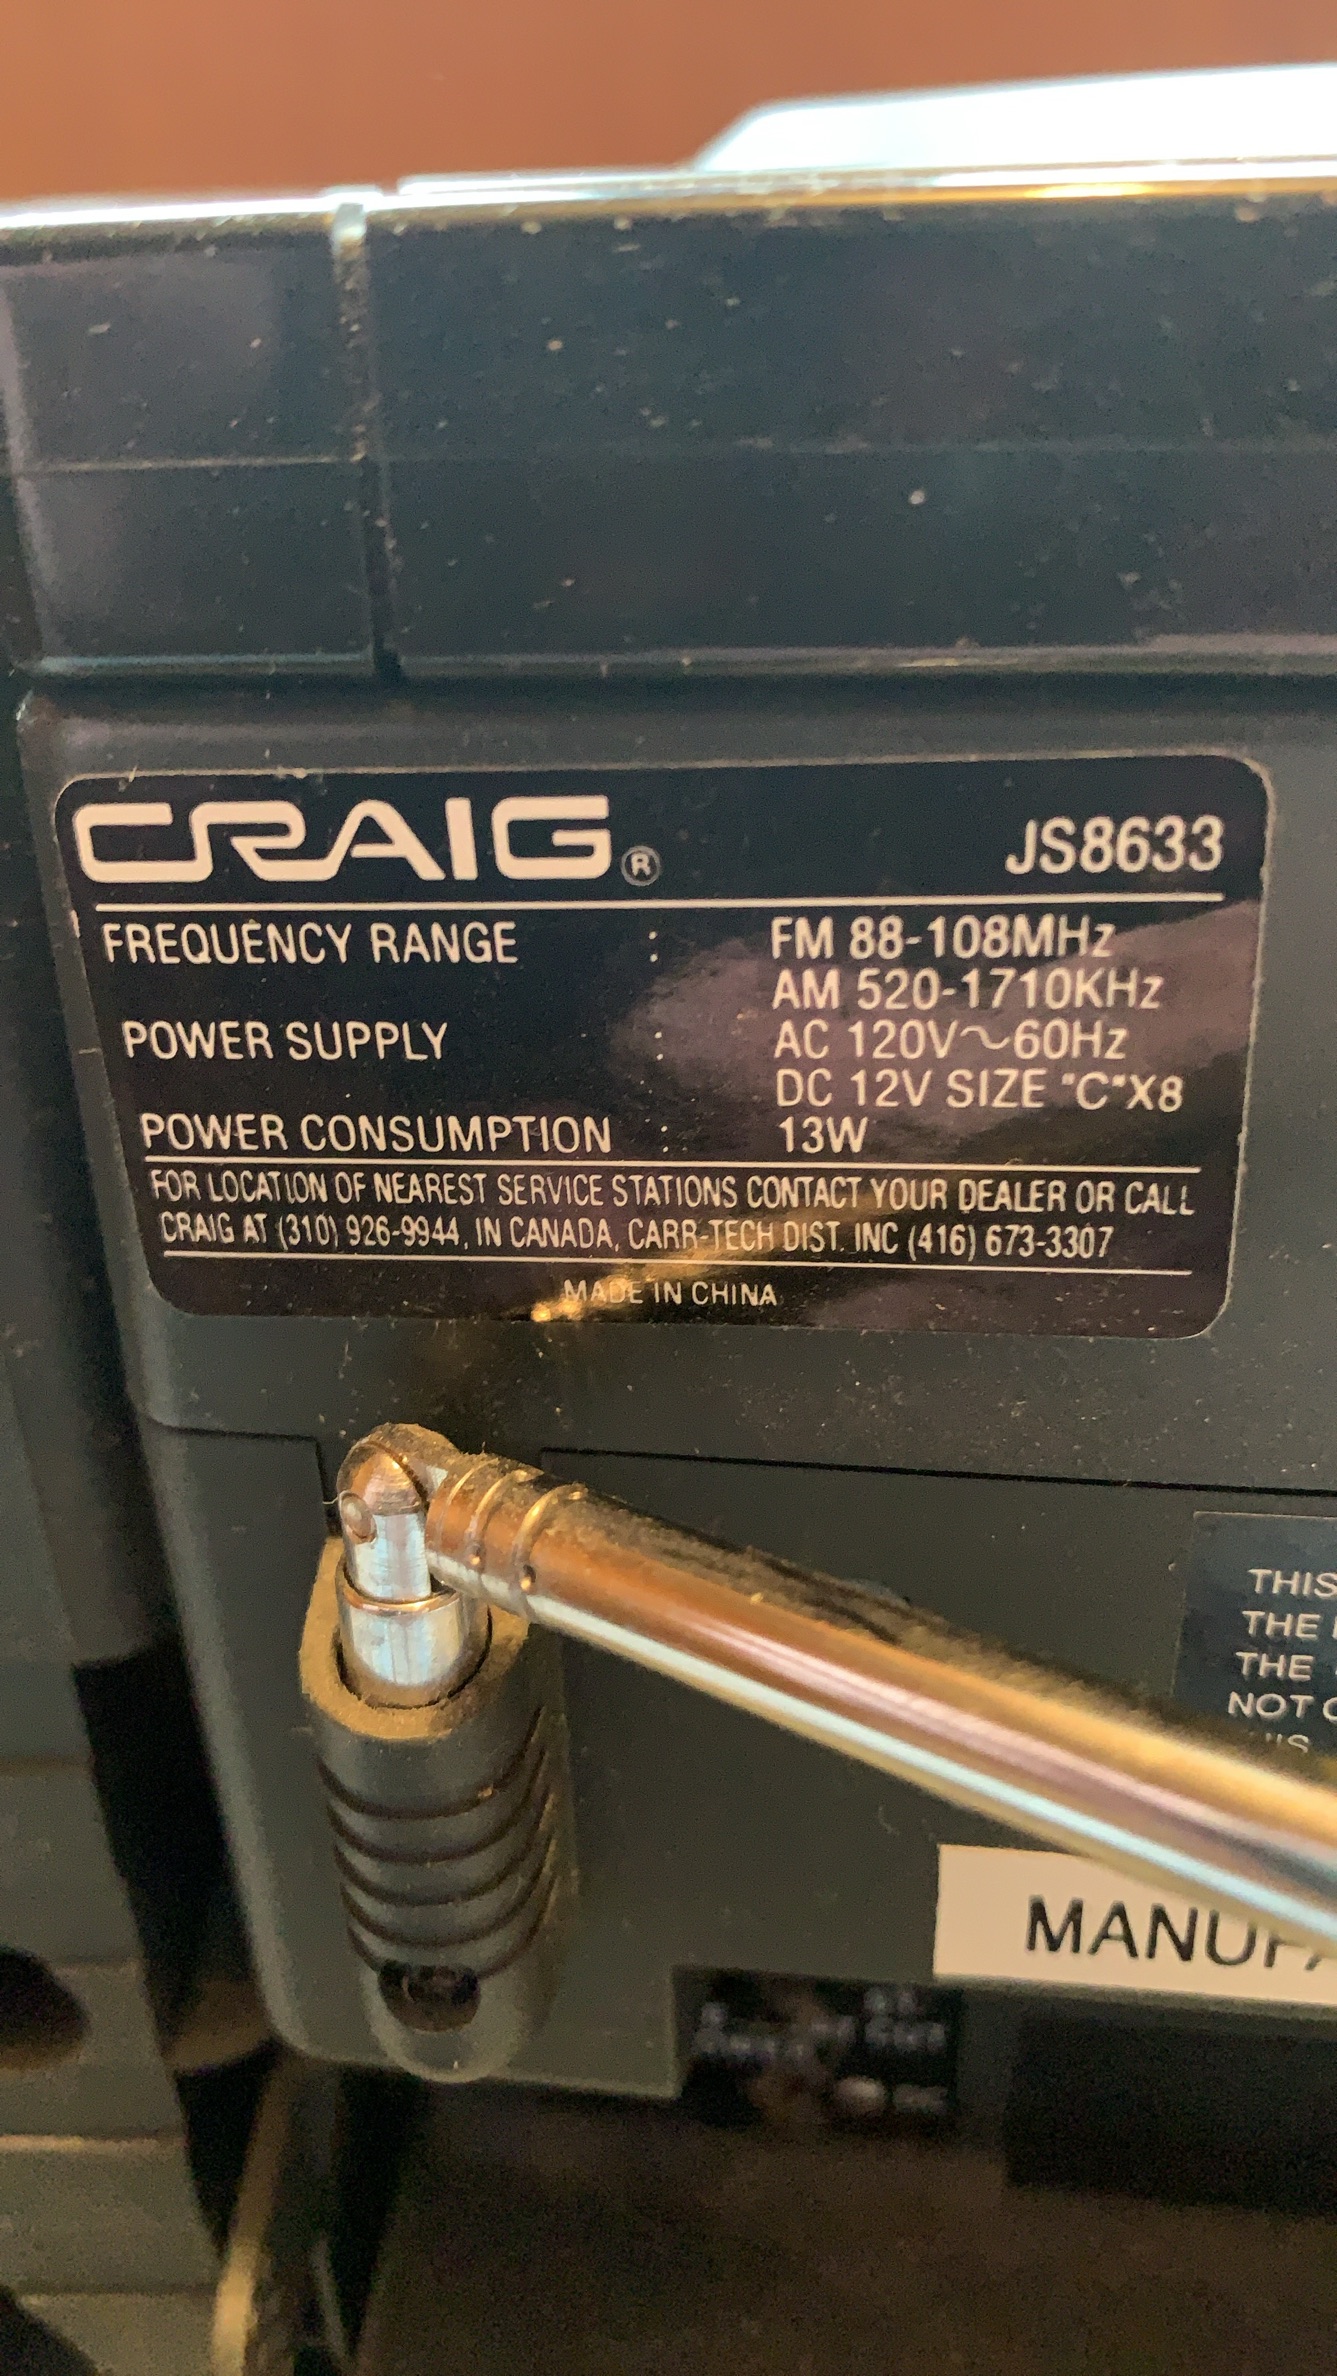 CRAIG® JS8633
FREQUENCY RANGE : FM 88-108MHz
AM 520-1710KHz
POWER SUPPLY : AC 120V~60Hz
DC 12V SIZE "C"X8
POWER CONSUMPTION : 13W
FOR LOCATION OF NEAREST SERVICE STATIONS CONTACT YOUR DEALER OR CALL
CRAIG AT (310) 926-9944, IN CANADA, CARR-TECH DIST. INC (416) 673-3307
MADE IN CHINA
THIS
THE
THE
NOT
MANUFA